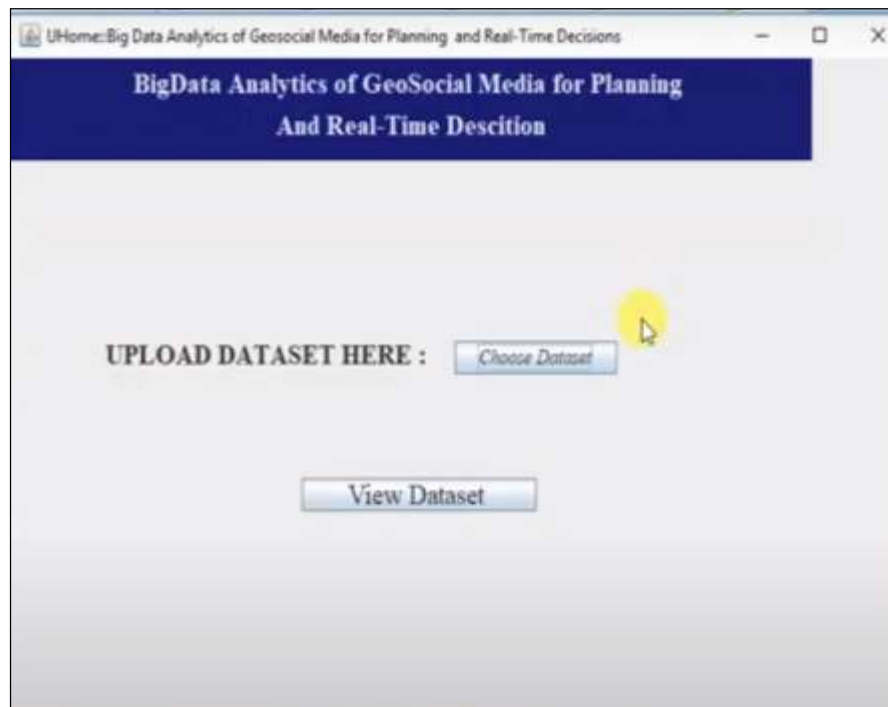 UHome::Big Data Analytics of Geosocial Media for Planning and Real-Time Decisions
BigData Analytics of GeoSocial Media for Planning
And Real-Time Descition
UPLOAD DATASET HERE :
Choose Dataset
View Dataset